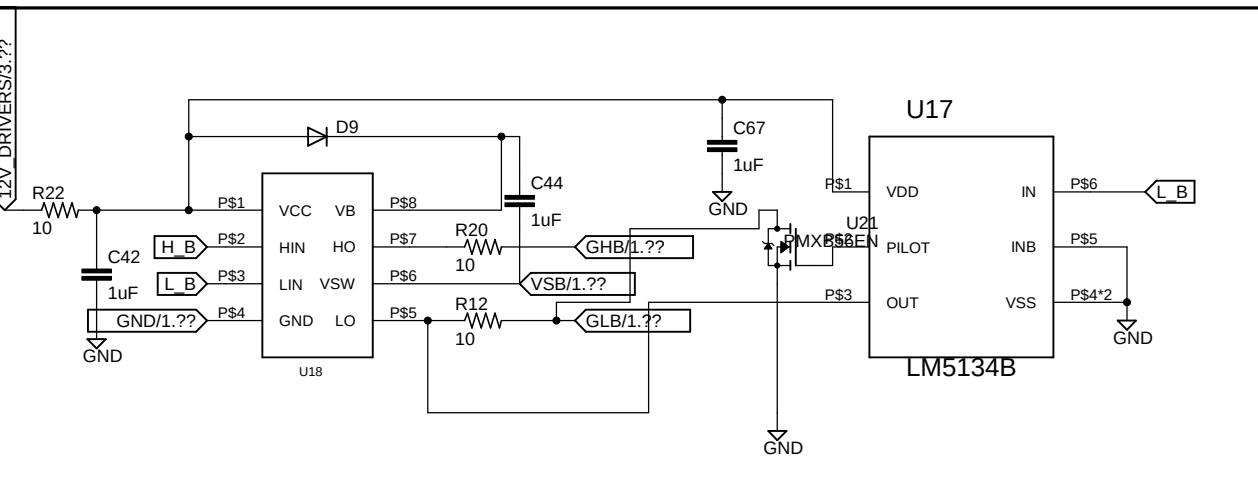 12V_DRIVERS/3.??
R22
10
C42
1uF
GND
H_B
L_B
GND/1.??
P$1
P$2
P$3
P$4
VCC
HIN
LIN
GND
VB
HO
VSW
LO
U18
P$8
P$7
P$6
P$5
D9
C44
1uF
R20
10
R12
10
GHB/1.??
VSB/1.??
GLB/1.??
C67
1uF
GND
U21
GND
U17
P$1
P$3
VDD
PILOT
OUT
IN
INB
VSS
LM5134B
P$6
P$5
P$4*2
L_B
GND